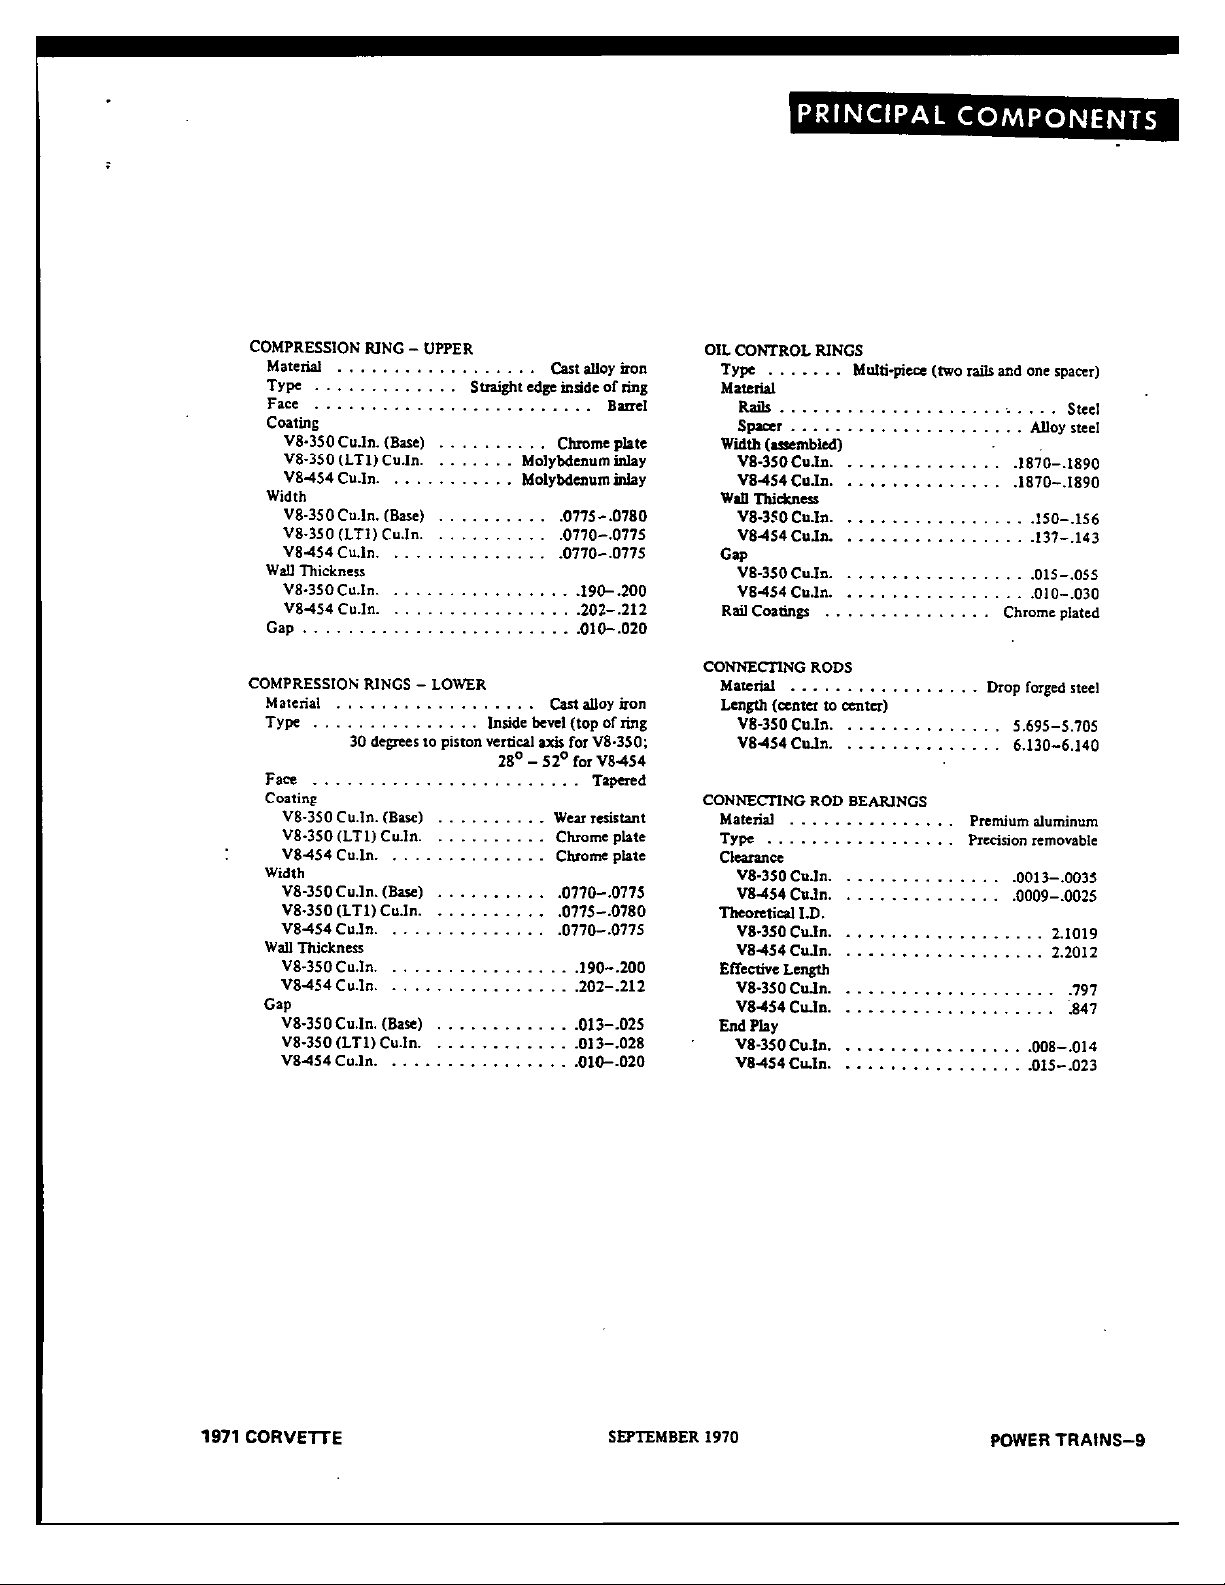 PRINCIPAL COMPONENTS
COMPRESSION RING – UPPER
Material . . . . . . . . . . . . . . . . . . Cast alloy iron
Type . . . . . . . . . . . . . Straight edge inside of ring
Face . . . . . . . . . . . . . . . . . . . . . . . . . Barrel
Coating
V8-350 Cu.In. (Base) . . . . . . . . . . Chrome plate
V8-350 (LT1) Cu.In. . . . . . . . Molybdenum inlay
V8-454 Cu.In. . . . . . . . . . . . Molybdenum inlay
Width
V8-350 Cu.In. (Base) . . . . . . . . . . .0775–.0780
V8-350 (LT1) Cu.In. . . . . . . . . . . .0770–.0775
V8-454 Cu.In. . . . . . . . . . . . . . . .0770–.0775
Wall Thickness
V8-350 Cu.In. . . . . . . . . . . . . . . . . . .190–.200
V8-454 Cu.In. . . . . . . . . . . . . . . . . . .202–.212
Gap . . . . . . . . . . . . . . . . . . . . . . . . .010–.020
COMPRESSION RINGS – LOWER
Material . . . . . . . . . . . . . . . . . . Cast alloy iron
Type . . . . . . . . . . . . . . . Inside bevel (top of ring
30 degrees to piston vertical axis for V8-350;
28° – 52° for V8-454
Face . . . . . . . . . . . . . . . . . . . . . . . . Tapered
Coating
V8-350 Cu.In. (Base) . . . . . . . . . . Wear resistant
V8-350 (LT1) Cu.In. . . . . . . . . . . Chrome plate
V8-454 Cu.In. . . . . . . . . . . . . . . Chrome plate
Width
V8-350 Cu.In. (Base) . . . . . . . . . . .0770–.0775
V8-350 (LT1) Cu.In. . . . . . . . . . . .0775–.0780
V8-454 Cu.In. . . . . . . . . . . . . . . .0770–.0775
Wall Thickness
V8-350 Cu.In. . . . . . . . . . . . . . . . . . .190–.200
V8-454 Cu.In. . . . . . . . . . . . . . . . . . .202–.212
Gap
V8-350 Cu.In. (Base) . . . . . . . . . . . . .013–.025
V8-350 (LT1) Cu.In. . . . . . . . . . . . . . .013–.028
V8-454 Cu.In. . . . . . . . . . . . . . . . . . .010–.020
OIL CONTROL RINGS
Type . . . . . . . Multi-piece (two rails and one spacer)
Material
Rails . . . . . . . . . . . . . . . . . . . . . . . . . Steel
Spacer . . . . . . . . . . . . . . . . . . . . . Alloy steel
Width (assembled)
V8-350 Cu.In. . . . . . . . . . . . . . . .1870–.1890
V8-454 Cu.In. . . . . . . . . . . . . . . .1870–.1890
Wall Thickness
V8-350 Cu.In. . . . . . . . . . . . . . . . . .150–.156
V8-454 Cu.In. . . . . . . . . . . . . . . . . .137–.143
Gap
V8-350 Cu.In. . . . . . . . . . . . . . . . . .015–.055
V8-454 Cu.In. . . . . . . . . . . . . . . . . .010–.030
Rail Coatings . . . . . . . . . . . . . . . Chrome plated
CONNECTING RODS
Material . . . . . . . . . . . . . . . . . Drop forged steel
Length (center to center)
V8-350 Cu.In. . . . . . . . . . . . . . . 5.695–5.705
V8-454 Cu.In. . . . . . . . . . . . . . . 6.130–6.140
CONNECTING ROD BEARINGS
Material . . . . . . . . . . . . . . . Premium aluminum
Type . . . . . . . . . . . . . . . . . Precision removable
Clearance
V8-350 Cu.In. . . . . . . . . . . . . . . .0013–.0035
V8-454 Cu.In. . . . . . . . . . . . . . . .0009–.0025
Theoretical I.D.
V8-350 Cu.In. . . . . . . . . . . . . . . . . . . 2.1019
V8-454 Cu.In. . . . . . . . . . . . . . . . . . . 2.2012
Effective Length
V8-350 Cu.In. . . . . . . . . . . . . . . . . . . . .797
V8-454 Cu.In. . . . . . . . . . . . . . . . . . . . .847
End Play
V8-350 Cu.In. . . . . . . . . . . . . . . . . .008–.014
V8-454 Cu.In. . . . . . . . . . . . . . . . . .015–.023
1971 CORVETTE SEPTEMBER 1970 POWER TRAINS–9